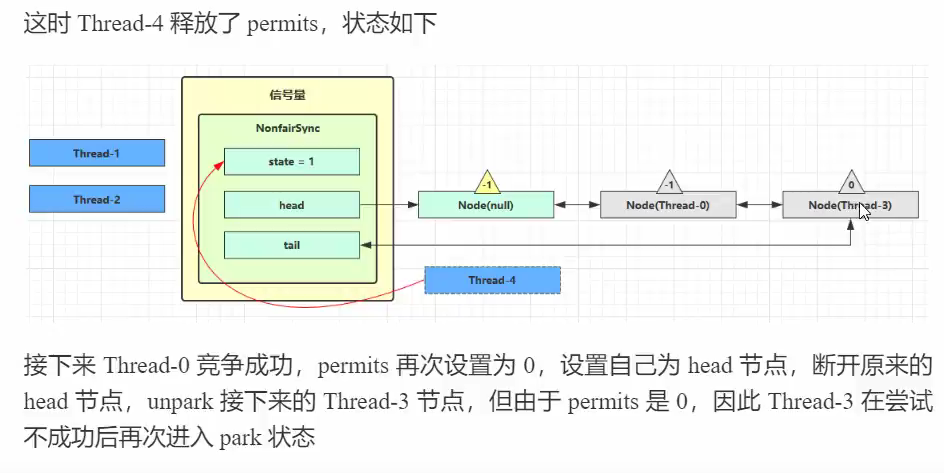 这时 Thread-4 释放了 permits，状态如下
信号量
NonfairSync
Thread-1
state = 1
-1
-1
0
Thread-2
head
Node(null)
Node(Thread-0)
Node(Thread-3)
tail
Thread-4
接下来 Thread-0 竞争成功，permits 再次设置为 0，设置自己为 head 节点，断开原来的
head 节点，unpark 接下来的 Thread-3 节点，但由于 permits 是 0，因此 Thread-3 在尝试
不成功后再次进入 park 状态